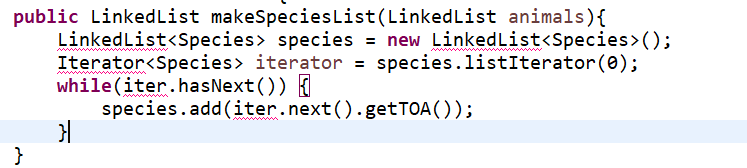 public LinkedList makeSpeciesList(LinkedList animals){
    LinkedList<Species> species = new LinkedList<Species>();
    Iterator<Species> iterator = species.listIterator(0);
    while(iter.hasNext()) {
        species.add(iter.next().getTOA());
    }
}